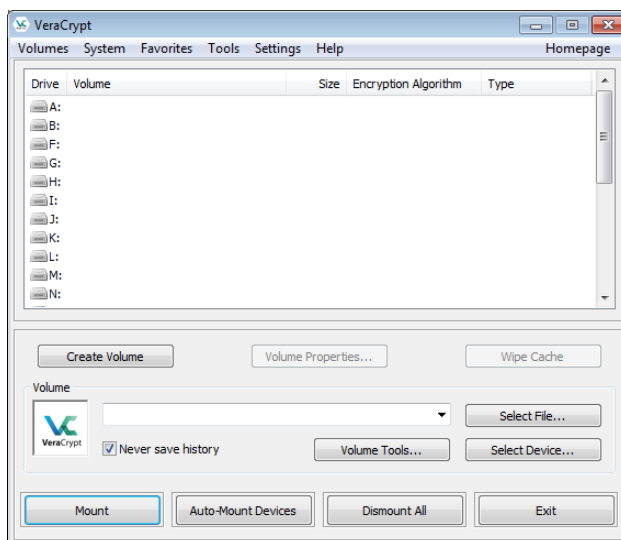 VeraCrypt
Volumes System Favorites Tools Settings Help Homepage
Drive Volume Size Encryption Algorithm Type
A:
B:
F:
G:
H:
I:
J:
K:
L:
M:
N:
Create Volume Volume Properties... Wipe Cache
Volume
VeraCrypt
Select File...
Never save history Volume Tools... Select Device...
Mount Auto-Mount Devices Dismount All Exit